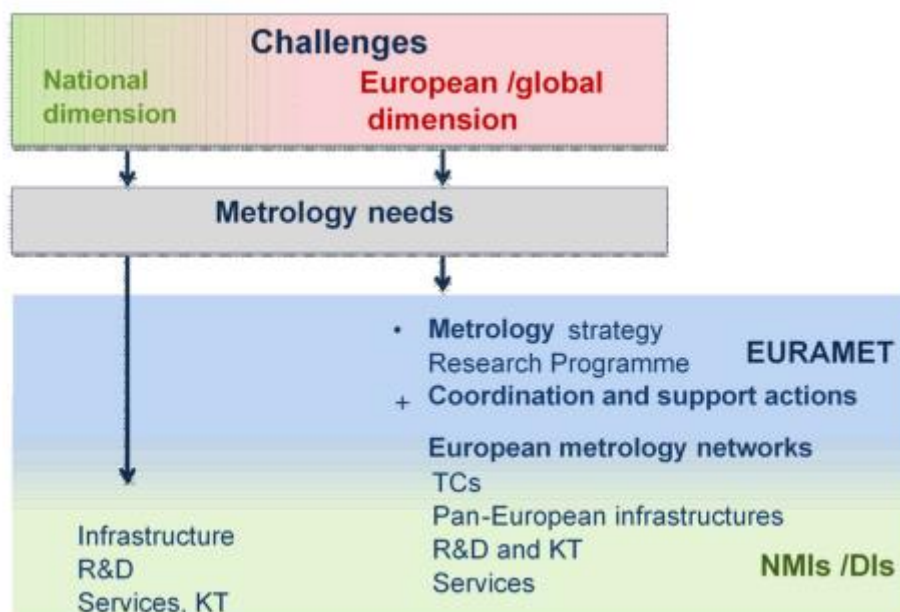 Challenges
National
dimension
European /global
dimension
Metrology needs
• Metrology strategy
Research Programme
EURAMET
+ Coordination and support actions
European metrology networks
TCs
Pan-European infrastructures
R&D and KT
Services
NMIs /DIs
Infrastructure
R&D
Services, KT